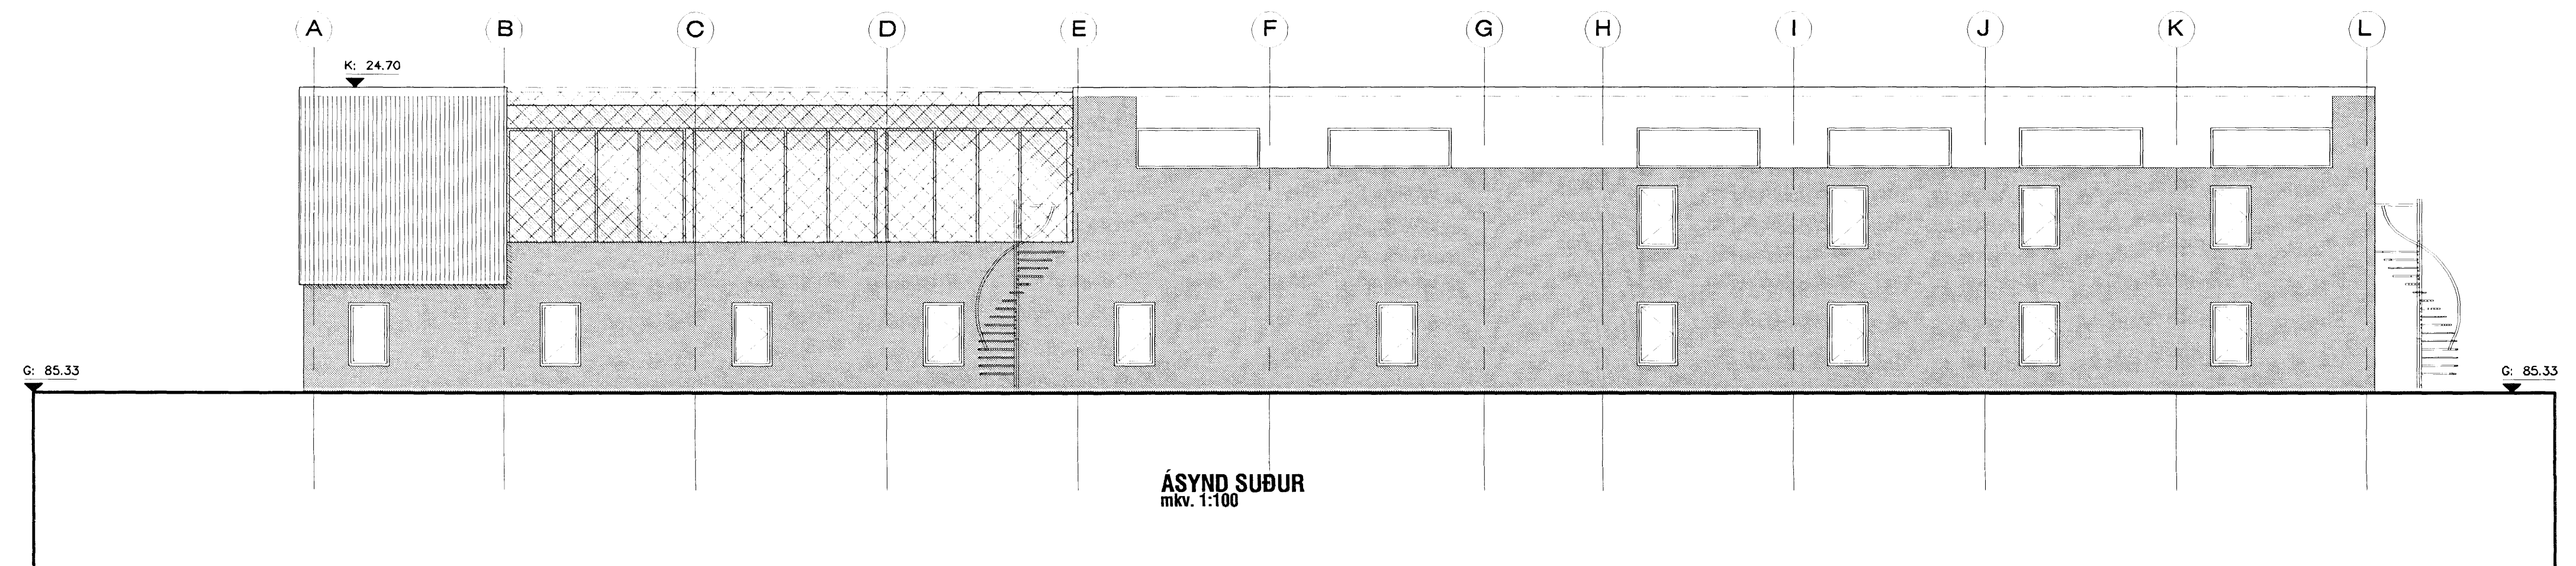 A B C D E F G H I J K L
K: 24.70
G: 85.33
G: 85.33
ÁSYND SUÐUR
mkv. 1:100